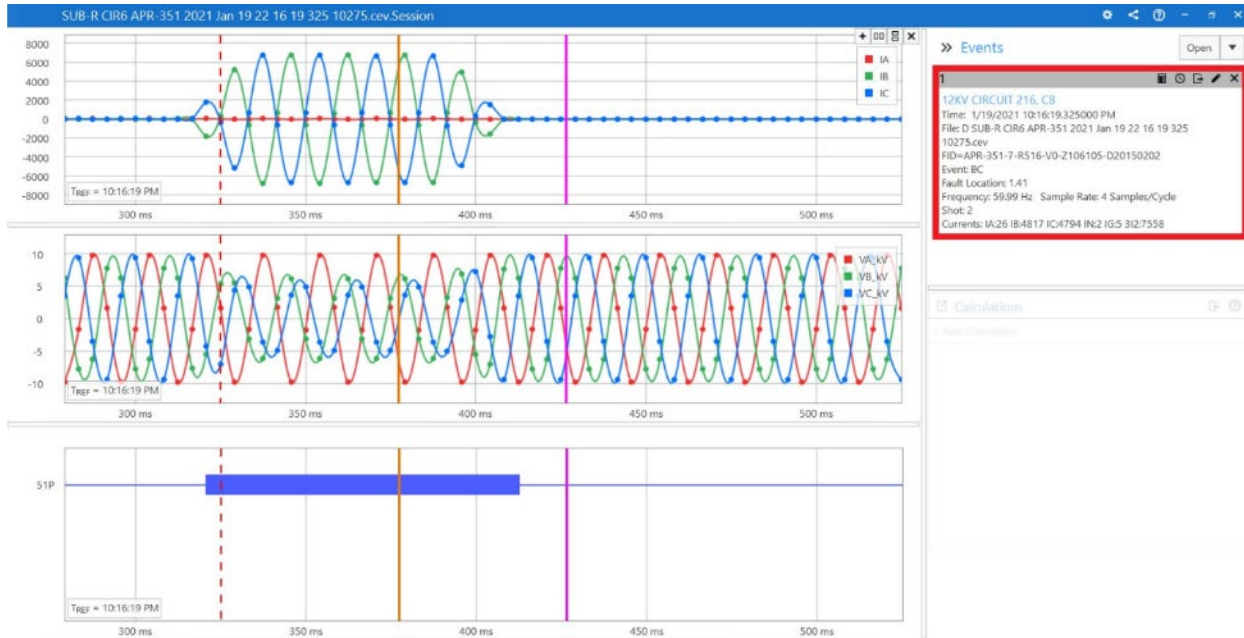 SUB-R CIR6 APR-351 2021 Jan 19 22 16 19 325 10275.cev.Session
8000
6000
4000
2000
0
-2000
-4000
-6000
-8000
IA
IB
IC
TREF = 10:16:19 PM
300 ms
350 ms
400 ms
450 ms
500 ms
10
5
0
-5
-10
VA_kV
VB_kV
VC_kV
TREF = 10:16:19 PM
300 ms
350 ms
400 ms
450 ms
500 ms
51P
TREF = 10:16:19 PM
300 ms
350 ms
400 ms
450 ms
500 ms
Events
Open
1
12KV CIRCUIT 216, CB
Time: 1/19/2021 10:16:19.325000 PM
File: D SUB-R CIR6 APR-351 2021 Jan 19 22 16 19 325
10275.cev
FID=APR-351-7-R516-V0-Z106105-D20150202
Event: BC
Fault Location: 1.41
Frequency: 59.99 Hz Sample Rate: 4 Samples/Cycle
Shot: 2
Currents: IA:26 IB:4817 IC:4794 IN:2 IG:5 3I2:7558
Calculations